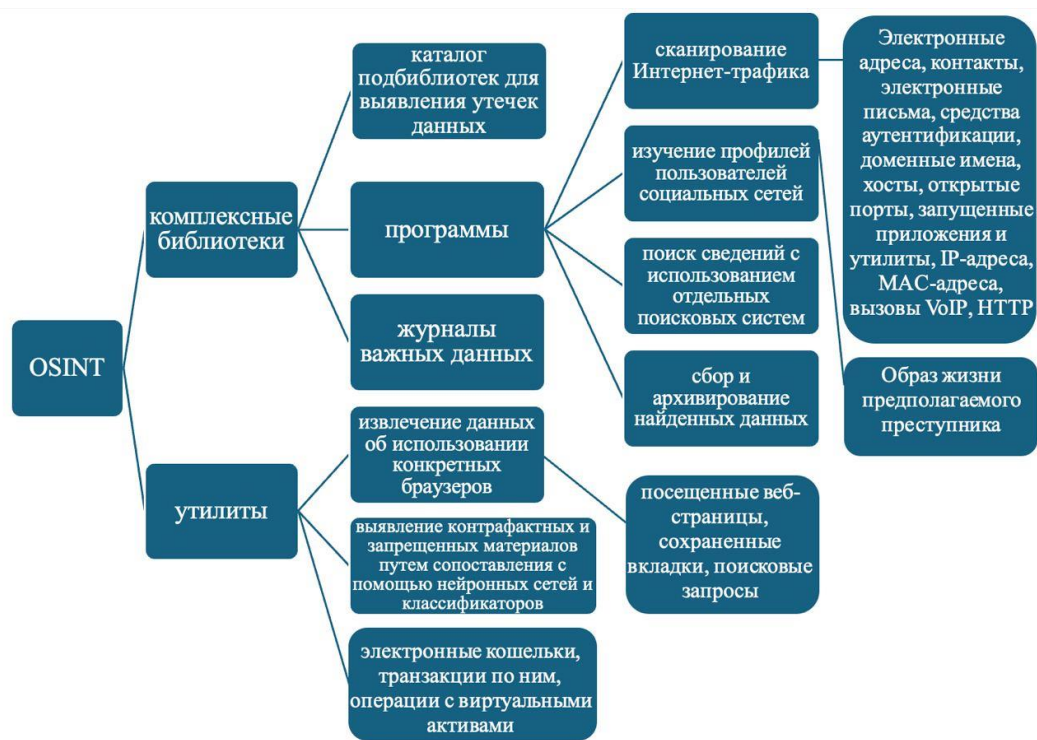 OSINT
комплексные
библиотеки
каталог
подбиблиотек для
выявления утечек
данных
программы
сканирование
Интернет-трафика
Электронные
адреса, контакты,
электронные
письма, средства
аутентификации,
доменные имена,
хосты, открытые
порты, запущенные
приложения и
утилиты, IP-адреса,
MAC-адреса,
вызовы VoIP, HTTP
изучение профилей
пользователей
социальных сетей
Образ жизни
предполагаемого
преступника
поиск сведений с
использованием
отдельных
поисковых систем
сбор и
архивирование
найденных данных
журналы
важных данных
утилиты
извлечение данных
об использовании
конкретных
браузеров
посещенные веб-
страницы,
сохраненные
вкладки, поисковые
запросы
выявление контрафактных и
запрещенных материалов
путем сопоставления с
помощью нейронных сетей и
классификаторов
электронные кошельки,
транзакции по ним,
операции с виртуальными
активами